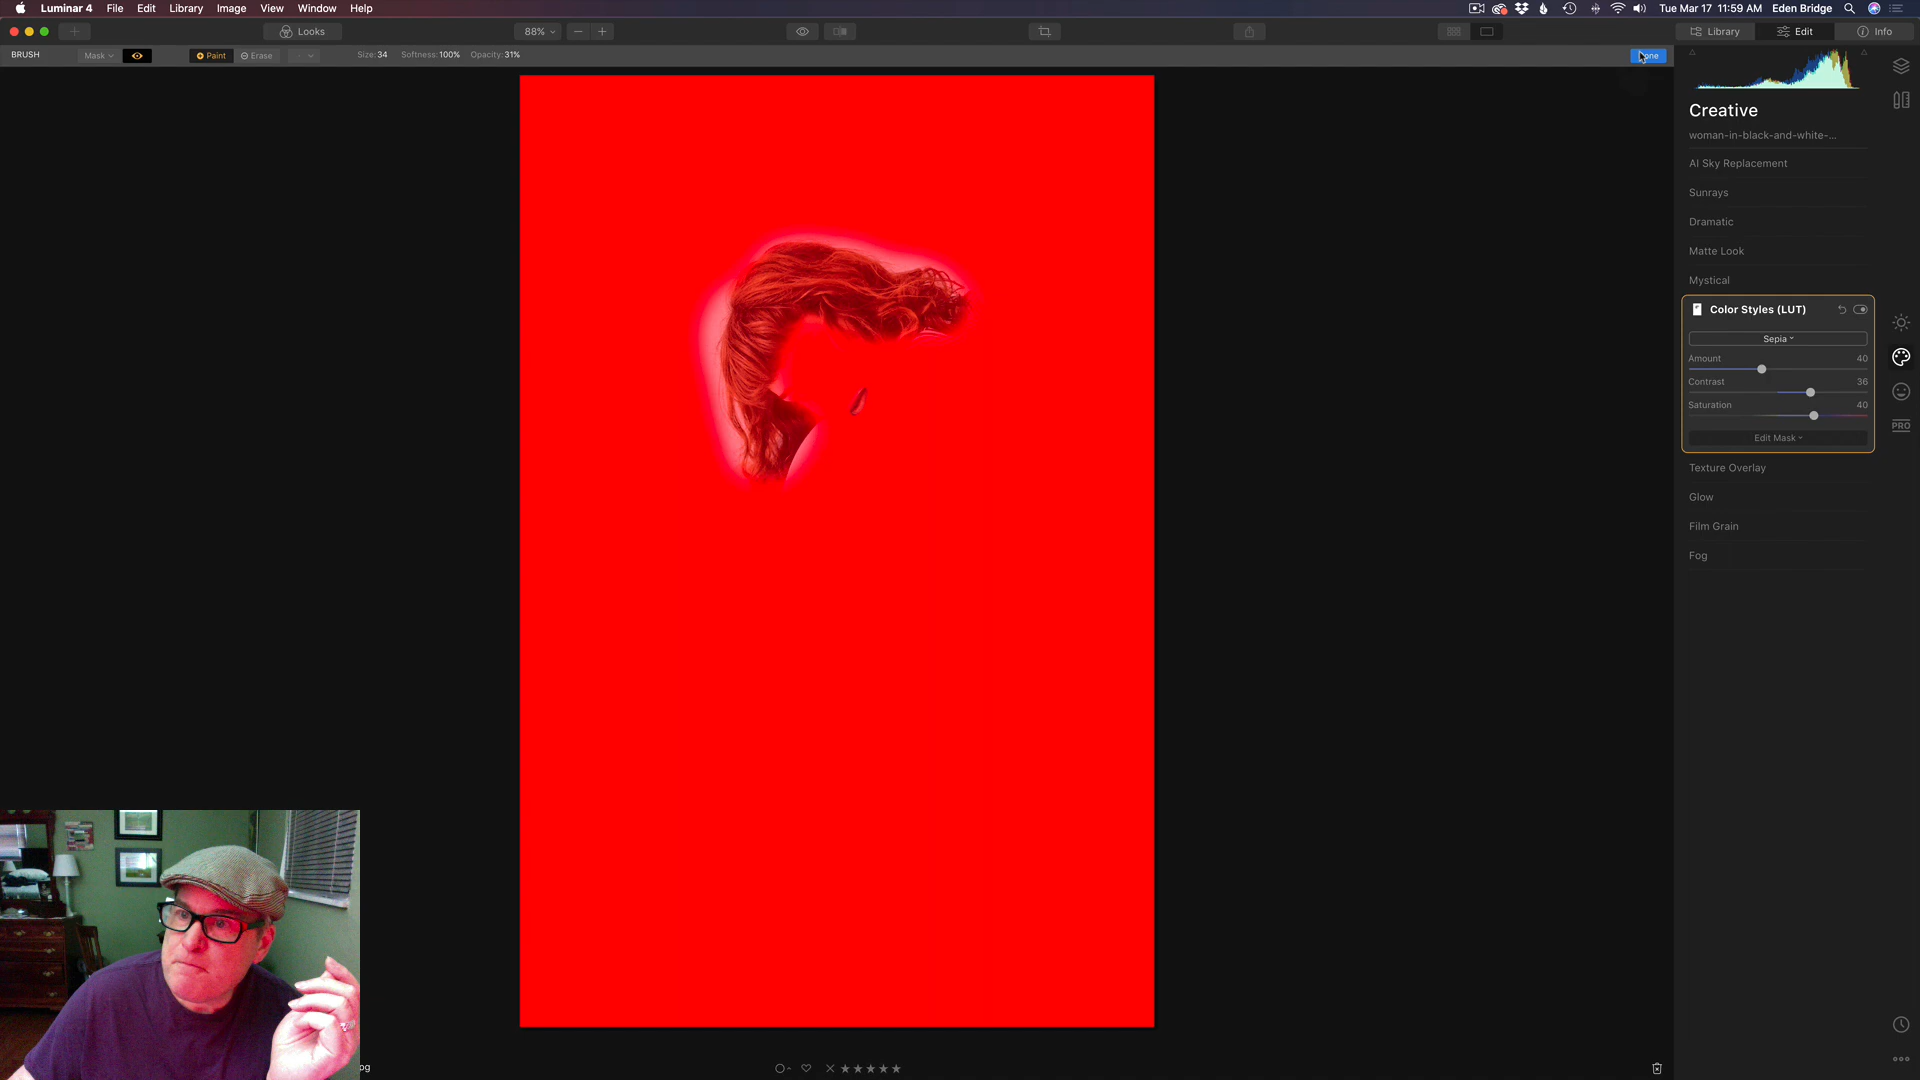 Luminar 4 File Edit Library Image View Window Help
Tue Mar 17 11:59 AM Eden Bridge
Looks
88%
Library Edit Info
BRUSH Mask Paint Erase Size:34 Softness:100% Opacity:31%
Creative
woman-in-black-and-white-...
AI Sky Replacement
Sunrays
Dramatic
Matte Look
Mystical
Color Styles (LUT)
Sepia
Amount 40
Contrast 36
Saturation 40
Edit Mask
PRO
Texture Overlay
Glow
Film Grain
Fog